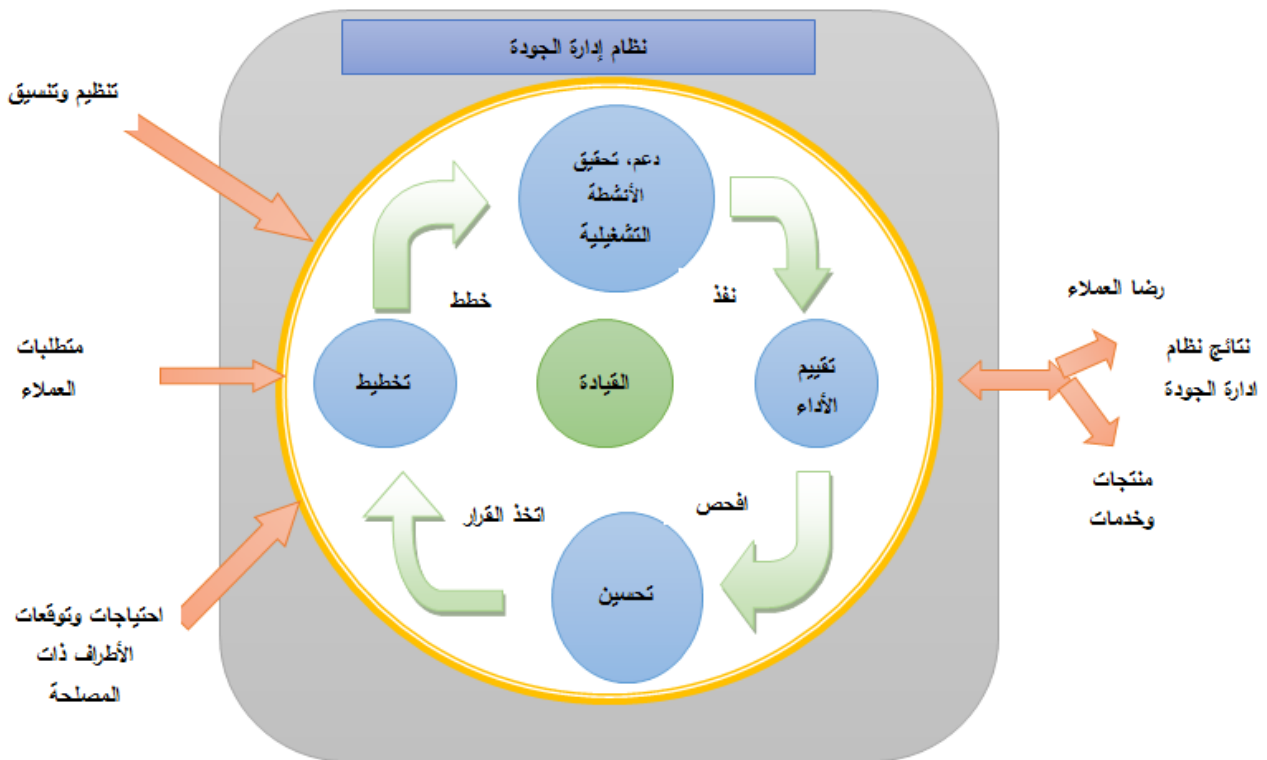 نظام إدارة الجودة
تنظيم وتنسيق
دعم، تحقيق
الأنشطة
التشغيلية
خطط
نفذ
رضا العملاء
متطلبات
العملاء
تخطيط
القيادة
تقييم
الأداء
نتائج نظام
ادارة الجودة
اتخذ القرار
افحص
منتجات
وخدمات
تحسين
احتياجات وتوقعات
الأطراف ذات
المصلحة